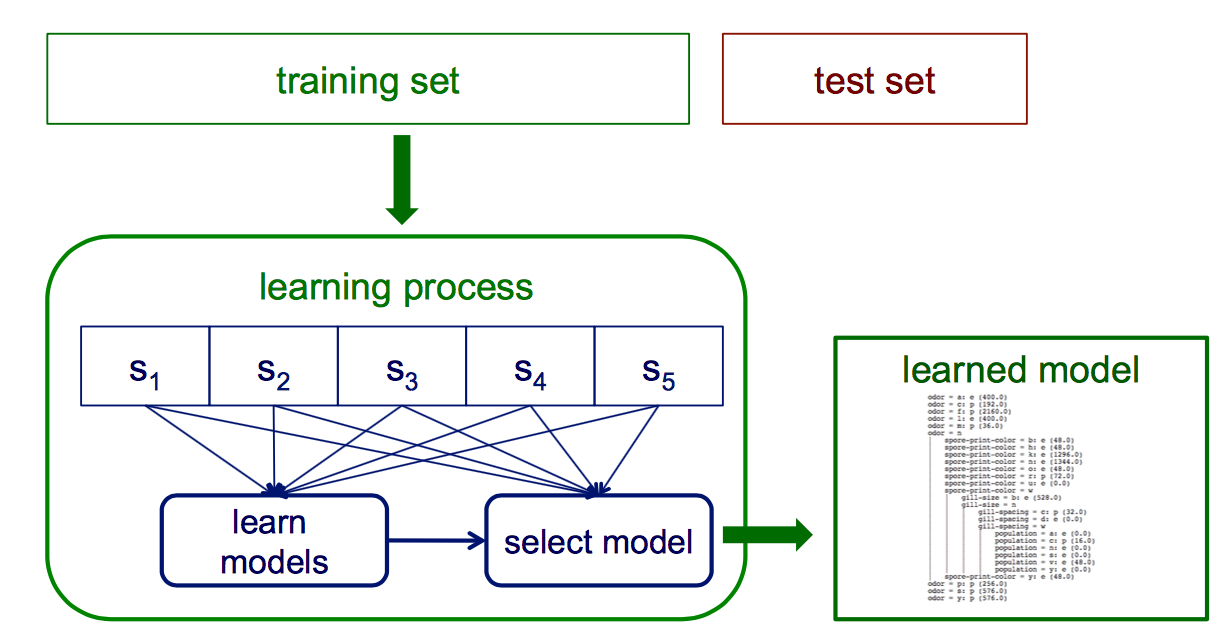 training set
test set
learning process
s1
s2
s3
s4
s5
learn
models
select model
learned model
odor = a: e (400.0)
odor = c: p (192.0)
odor = f: p (2160.0)
odor = l: e (400.0)
odor = m: p (36.0)
odor = n
spore-print-color = b: e (48.0)
spore-print-color = h: e (48.0)
spore-print-color = k: e (1296.0)
spore-print-color = n: e (1344.0)
spore-print-color = o: e (48.0)
spore-print-color = r: p (72.0)
spore-print-color = u: e (0.0)
spore-print-color = w
gill-size = b: e (528.0)
gill-size = n
gill-spacing = c: p (32.0)
gill-spacing = d: e (0.0)
gill-spacing = w
population = a: e (0.0)
population = c: p (16.0)
population = n: e (0.0)
population = s: e (0.0)
population = v: e (48.0)
population = y: e (0.0)
spore-print-color = y: e (48.0)
odor = p: p (256.0)
odor = s: p (576.0)
odor = y: p (576.0)